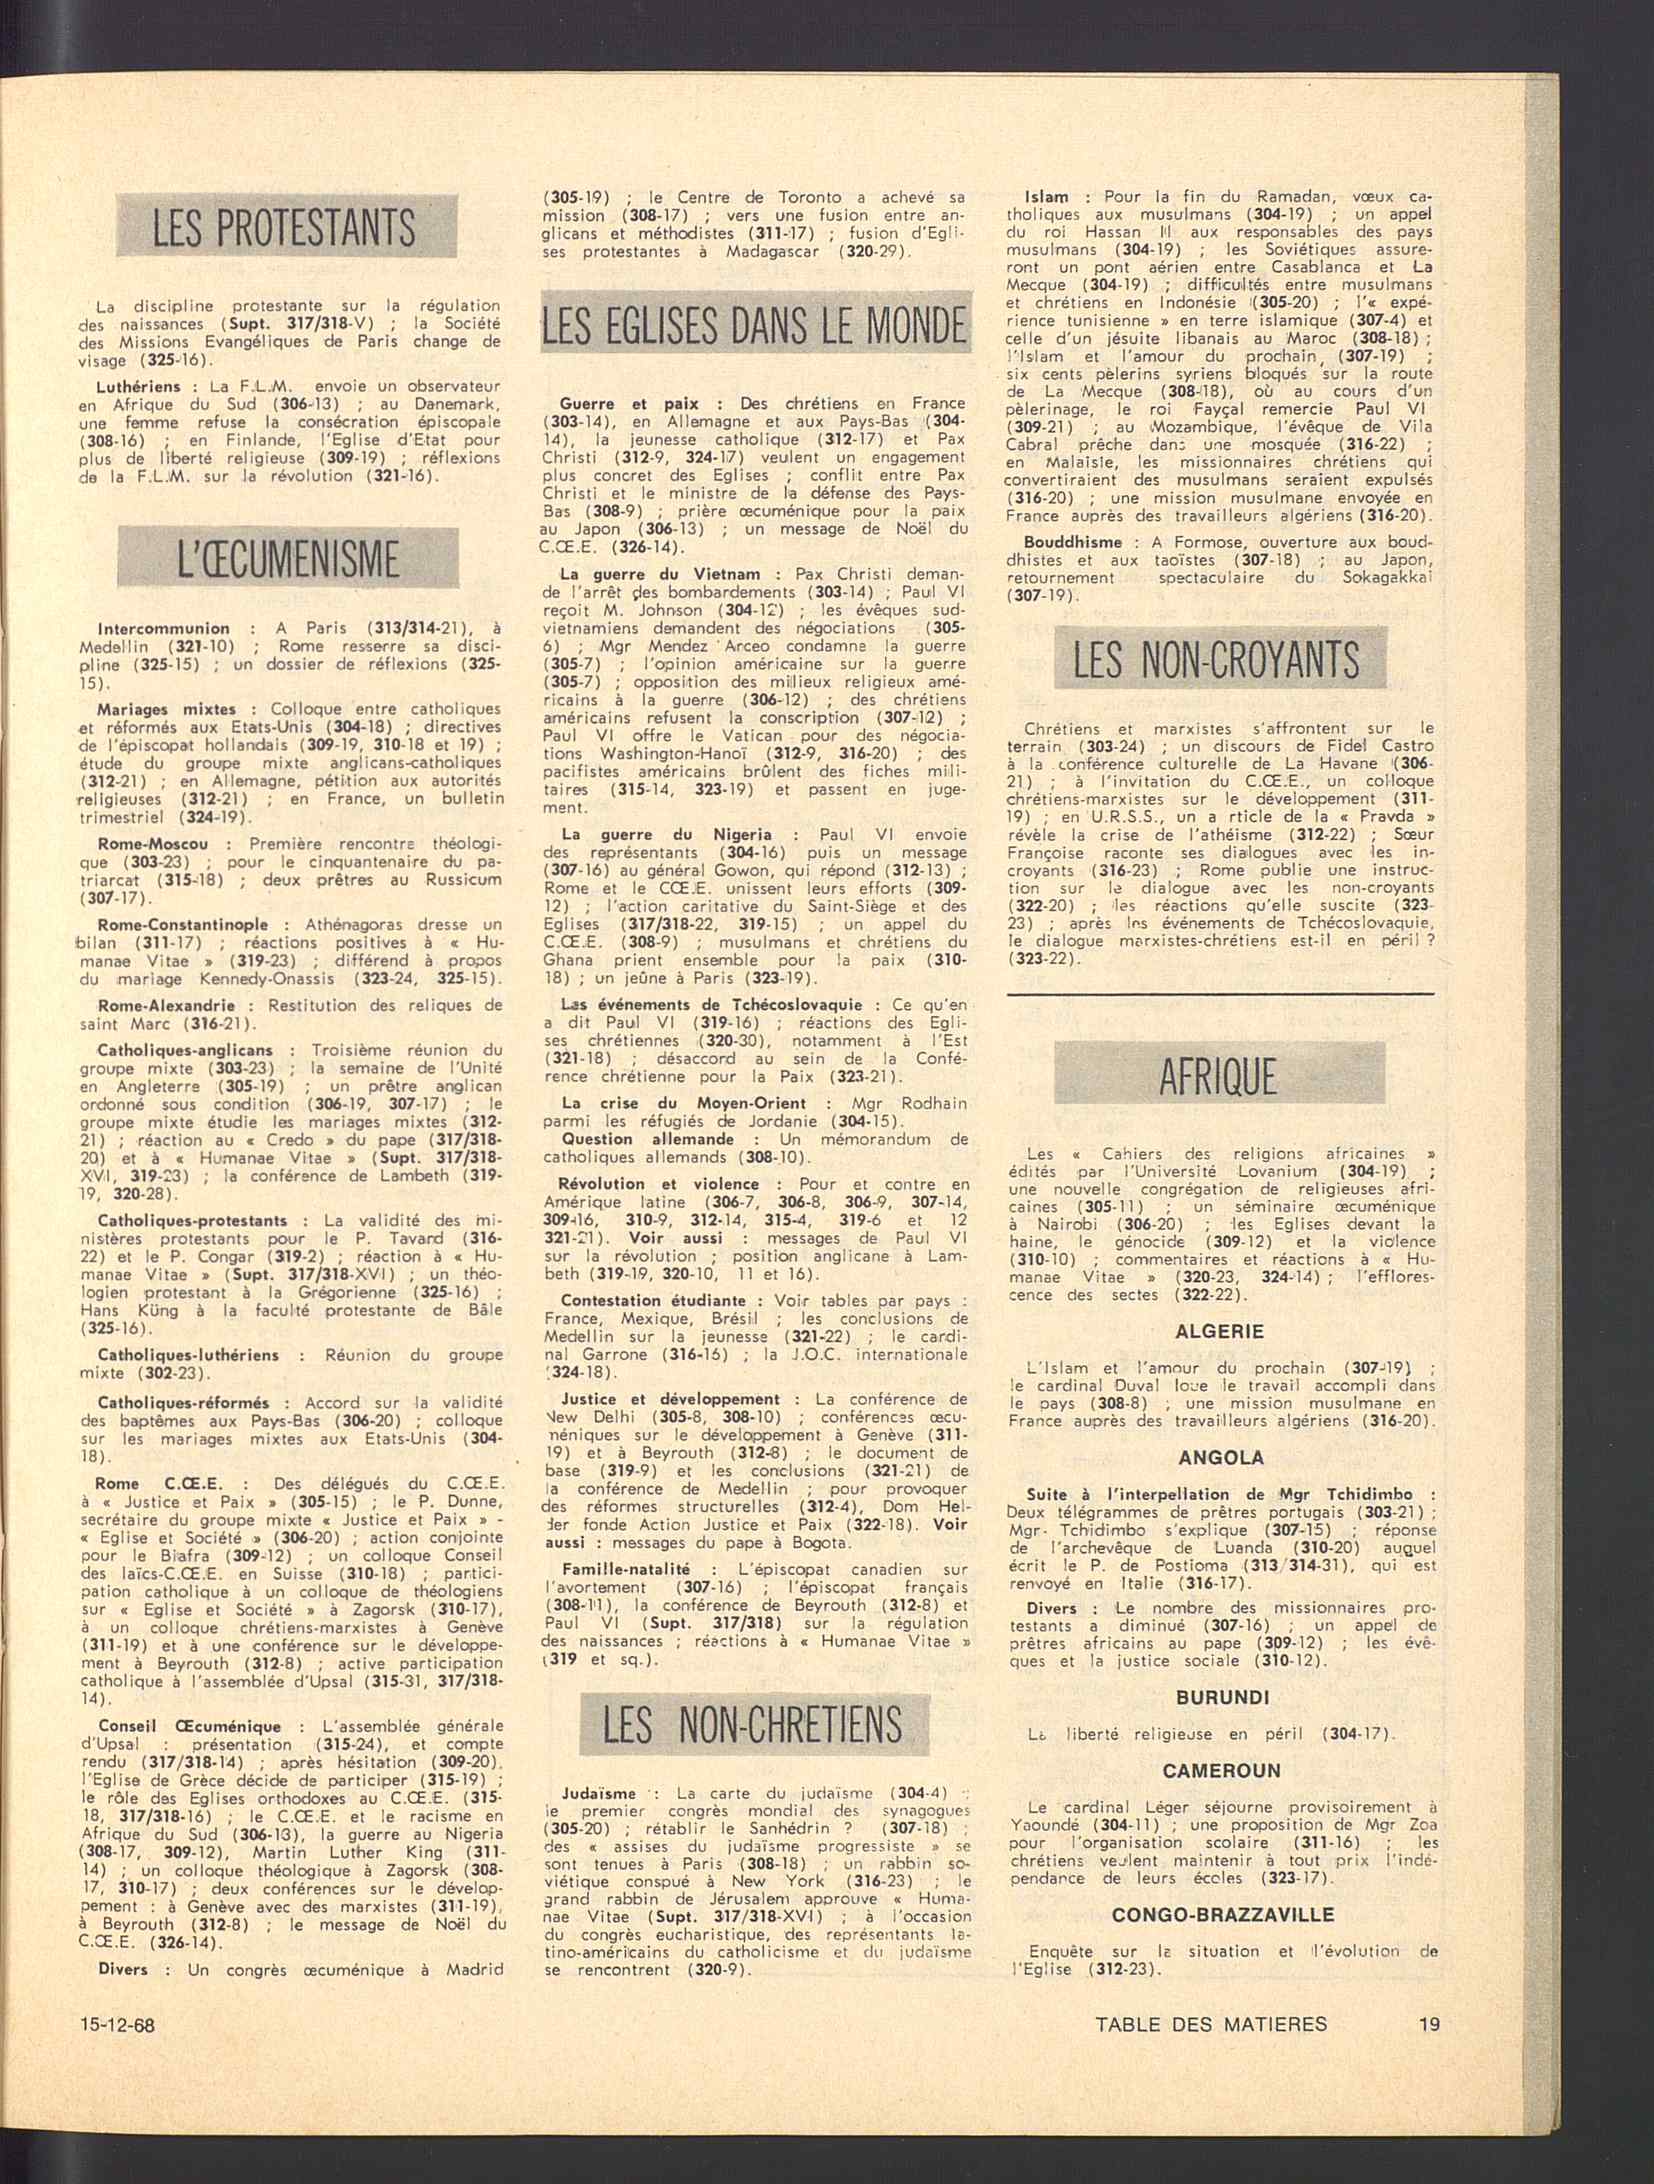 LES PROTESTANTS
La discipline protestante sur la régulation
des naissances (Supt. 317/318-V) ; la Société
des Missions Evangéliques de Paris change de
visage (325-16).
Luthériens : La F.L.M. envoie un observateur
en Afrique du Sud (306-13) ; au Danemark,
une femme refuse la consécration épiscopale
(308-16) ; en Finlande, l'Eglise d'Etat pour
plus de liberté religieuse (309-19) ; réflexions
de la F.L.M. sur la révolution (321-16).
L'ŒCUMENISME
Intercommunion : A Paris (313/314-21), à
Medellin (321-10) ; Rome resserre sa disci-
pline (325-15) ; un dossier de réflexions (325-
15).
Mariages mixtes : Colloque entre catholiques
et réformés aux Etats-Unis (304-18) ; directives
de l'épiscopat hollandais (309-19, 310-18 et 19) ;
étude du groupe mixte anglicans-catholiques
(312-21) ; en Allemagne, pétition aux autorités
religieuses (312-21) ; en France, un bulletin
trimestriel (324-19).
Rome-Moscou : Première rencontre théologi-
que (303-23) ; pour le cinquantenaire du pa-
triarcat (315-18) ; deux prêtres au Russicum
(307-17).
Rome-Constantinople : Athénagoras dresse un
bilan (311-17) ; réactions positives à « Hu-
manae Vitae » (319-23) ; différend à propos
du mariage Kennedy-Onassis (323-24, 325-15).
Rome-Alexandrie : Restitution des reliques de
saint Marc (316-21).
Catholiques-anglicans : Troisième réunion du
groupe mixte (303-23) ; la semaine de l'Unité
en Angleterre (305-19) ; un prêtre anglican
ordonné sous condition (306-19, 307-17) ; le
groupe mixte étudie les mariages mixtes (312-
21) ; réaction au « Credo » du pape (317/318-
20) et à « Humanae Vitae » (Supt. 317/318-
XVI, 319-23) ; la conférence de Lambeth (319-
19, 320-28).
Catholiques-protestants : La validité des mi-
nistères protestants pour le P. Tavard (316-
22) et le P. Congar (319-2) ; réaction à « Hu-
manae Vitae » (Supt. 317/318-XVI) ; un théo-
logien protestant à la Grégorienne (325-16) ;
Hans Küng à la faculté protestante de Bâle
(325-16).
Catholiques-luthériens : Réunion du groupe
mixte (302-23).
Catholiques-réformés : Accord sur la validité
des baptêmes aux Pays-Bas (306-20) ; colloque
sur les mariages mixtes aux Etats-Unis (304-
18).
Rome C.Œ.E. : Des délégués du C.Œ.E.
à « Justice et Paix » (305-15) ; le P. Dunne,
secrétaire du groupe mixte « Justice et Paix » -
« Eglise et Société » (306-20) ; action conjointe
pour le Biafra (309-12) ; un colloque Conseil
des laïcs-C.Œ.E. en Suisse (310-18) ; partici-
pation catholique à un colloque de théologiens
sur « Eglise et Société » à Zagorsk (310-17),
à un colloque chrétiens-marxistes à Genève
(311-19) et à une conférence sur le développe-
ment à Beyrouth (312-8) ; active participation
catholique à l'assemblée d'Upsal (315-31, 317/318-
14).
Conseil Œcuménique : L'assemblée générale
d'Upsal : présentation (315-24), et compte
rendu (317/318-14) ; après hésitation (309-20),
l'Eglise de Grèce décide de participer (315-19) ;
le rôle des Eglises orthodoxes au C.Œ.E. (315-
18, 317/318-16) ; le C.Œ.E. et le racisme en
Afrique du Sud (306-13), la guerre au Nigeria
(308-17, 309-12), Martin Luther King (311-
14) ; un colloque théologique à Zagorsk (308-
17, 310-17) ; deux conférences sur le dévelop-
pement : à Genève avec des marxistes (311-19),
à Beyrouth (312-8) ; le message de Noël du
C.Œ.E. (326-14).
Divers : Un congrès œcuménique à Madrid
(305-19) ; le Centre de Toronto a achevé sa
mission (308-17) ; vers une fusion entre an-
glicans et méthodistes (311-17) ; fusion d'Egli-
ses protestantes à Madagascar (320-29).
LES EGLISES DANS LE MONDE
Guerre et paix : Des chrétiens en France
(303-14), en Allemagne et aux Pays-Bas (304-
14), la jeunesse catholique (312-17) et Pax
Christi (312-9, 324-17) veulent un engagement
plus concret des Eglises ; conflit entre Pax
Christi et le ministre de la défense des Pays-
Bas (308-9) ; prière œcuménique pour la paix
au Japon (306-13) ; un message de Noël du
C.Œ.E. (326-14).
La guerre du Vietnam : Pax Christi deman-
de l'arrêt des bombardements (303-14) ; Paul VI
reçoit M. Johnson (304-12) ; les évêques sud-
vietnamiens demandent des négociations (305-
6) ; Mgr Mendez Arceo condamne la guerre
(305-7) ; l'opinion américaine sur la guerre
(305-7) ; opposition des milieux religieux amé-
ricains à la guerre (306-12) ; des chrétiens
américains refusent la conscription (307-12) ;
Paul VI offre le Vatican pour des négocia-
tions Washington-Hanoï (312-9, 316-20) ; des
pacifistes américains brûlent des fiches mili-
taires (315-14, 323-19) et passent en juge-
ment.
La guerre du Nigeria : Paul VI envoie
des représentants (304-16) puis un message
(307-16) au général Gowon, qui répond (312-13) ;
Rome et le CŒ.E. unissent leurs efforts (309-
12) ; l'action caritative du Saint-Siège et des
Eglises (317/318-22, 319-15) ; un appel du
C.Œ.E. (308-9) ; musulmans et chrétiens du
Ghana prient ensemble pour la paix (310-
18) ; un jeûne à Paris (323-19).
Les événements de Tchécoslovaquie : Ce qu'en
a dit Paul VI (319-16) ; réactions des Egli-
ses chrétiennes (320-30), notamment à l'Est
(321-18) ; désaccord au sein de la Confé-
rence chrétienne pour la Paix (323-21).
La crise du Moyen-Orient : Mgr Rodhain
parmi les réfugiés de Jordanie (304-15).
Question allemande : Un mémorandum de
catholiques allemands (308-10).
Révolution et violence : Pour et contre en
Amérique latine (306-7, 306-8, 306-9, 307-14,
309-16, 310-9, 312-14, 315-4, 319-6 et 12
321-21). Voir aussi : messages de Paul VI
sur la révolution ; position anglicane à Lam-
beth (319-19, 320-10, 11 et 16).
Contestation étudiante : Voir tables par pays :
France, Mexique, Brésil ; les conclusions de
Medellin sur la jeunesse (321-22) ; le cardi-
nal Garrone (316-16) ; la J.O.C. internationale
(324-18).
Justice et développement : La conférence de
New Delhi (305-8, 308-10) ; conférences œcu-
méniques sur le développement à Genève (311-
19) et à Beyrouth (312-8) ; le document de
base (319-9) et les conclusions (321-21) de
la conférence de Medellin ; pour provoquer
des réformes structurelles (312-4), Dom Hel-
der fonde Action Justice et Paix (322-18). Voir
aussi : messages du pape à Bogota.
Famille-natalité : L'épiscopat canadien sur
l'avortement (307-16) ; l'épiscopat français
(308-11), la conférence de Beyrouth (312-8) et
Paul VI (Supt. 317/318) sur la régulation
des naissances ; réactions à « Humanae Vitae »
(319 et sq.).
LES NON-CHRETIENS
Judaïsme : La carte du judaïsme (304-4) ;
le premier congrès mondial des synagogues
(305-20) ; rétablir le Sanhédrin ? (307-18) ;
des « assises du judaïsme progressiste » se
sont tenues à Paris (308-18) ; un rabbin so-
viétique conspué à New York (316-23) ; le
grand rabbin de Jérusalem approuve « Huma-
nae Vitae (Supt. 317/318-XVI) ; à l'occasion
du congrès eucharistique, des représentants la-
tino-américains du catholicisme et du judaïsme
se rencontrent (320-9).
Islam : Pour la fin du Ramadan, vœux ca-
tholiques aux musulmans (304-19) ; un appel
du roi Hassan II aux responsables des pays
musulmans (304-19) ; les Soviétiques assure-
ront un pont aérien entre Casablanca et La
Mecque (304-19) ; difficultés entre musulmans
et chrétiens en Indonésie (305-20) ; l'« expé-
rience tunisienne » en terre islamique (307-4) et
celle d'un jésuite libanais au Maroc (308-18) ;
l'Islam et l'amour du prochain (307-19) ;
six cents pèlerins syriens bloqués sur la route
de La Mecque (308-18), où au cours d'un
pèlerinage, le roi Fayçal remercie Paul VI
(309-21) ; au Mozambique, l'évêque de Vila
Cabral prêche dans une mosquée (316-22) ;
en Malaisie, les missionnaires chrétiens qui
convertiraient des musulmans seraient expulsés
(316-20) ; une mission musulmane envoyée en
France auprès des travailleurs algériens (316-20).
Bouddhisme : A Formose, ouverture aux boud-
dhistes et aux taoïstes (307-18) ; au Japon,
retournement spectaculaire du Sokagakkai
(307-19).
LES NON-CROYANTS
Chrétiens et marxistes s'affrontent sur le
terrain (303-24) ; un discours de Fidel Castro
à la conférence culturelle de La Havane (306-
21) ; à l'invitation du C.Œ.E., un colloque
chrétiens-marxistes sur le développement (311-
19) ; en U.R.S.S., un a rticle de la « Pravda »
révèle la crise de l'athéisme (312-22) ; Sœur
Françoise raconte ses dialogues avec les in-
croyants (316-23) ; Rome publie une instruc-
tion sur le dialogue avec les non-croyants
(322-20) ; les réactions qu'elle suscite (323-
23) ; après les événements de Tchécoslovaquie,
le dialogue marxistes-chrétiens est-il en péril ?
(323-22).
AFRIQUE
Les « Cahiers des religions africaines »
édités par l'Université Lovanium (304-19) ;
une nouvelle congrégation de religieuses afri-
caines (305-11) ; un séminaire œcuménique
à Nairobi (306-20) ; les Eglises devant la
haine, le génocide (309-12) et la violence
(310-10) ; commentaires et réactions à « Hu-
manae Vitae » (320-23, 324-14) ; l'efflores-
cence des sectes (322-22).
ALGERIE
L'Islam et l'amour du prochain (307-19) ;
le cardinal Duval loue le travail accompli dans
le pays (308-8) ; une mission musulmane en
France auprès des travailleurs algériens (316-20).
ANGOLA
Suite à l'interpellation de Mgr Tchidimbo :
Deux télégrammes de prêtres portugais (303-21) ;
Mgr Tchidimbo s'explique (307-15) ; réponse
de l'archevêque de Luanda (310-20) auquel
écrit le P. de Postioma (313/314-31), qui est
renvoyé en Italie (316-17).
Divers : Le nombre des missionnaires pro-
testants a diminué (307-16) ; un appel de
prêtres africains au pape (309-12) ; les évê-
ques et la justice sociale (310-12).
BURUNDI
La liberté religieuse en péril (304-17).
CAMEROUN
Le cardinal Léger séjourne provisoirement à
Yaoundé (304-11) ; une proposition de Mgr Zoa
pour l'organisation scolaire (311-16) ; les
chrétiens veulent maintenir à tout prix l'indé-
pendance de leurs écoles (323-17).
CONGO-BRAZZAVILLE
Enquête sur la situation et l'évolution de
l'Eglise (312-23).
15-12-68
TABLE DES MATIERES 19